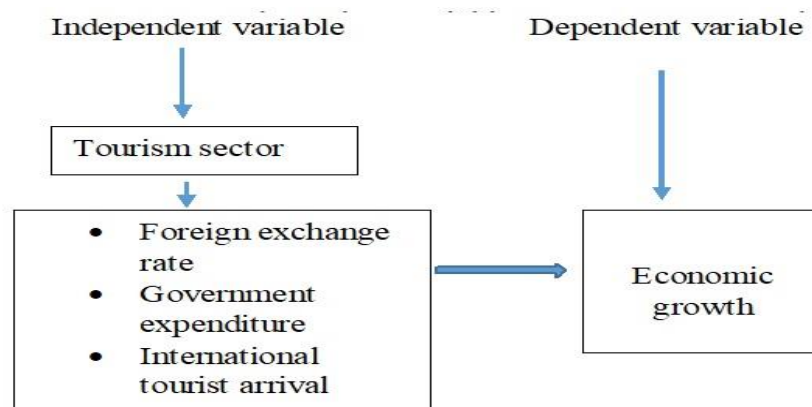 Independent variable
Dependent variable
Tourism sector
• Foreign exchange
rate
• Government
expenditure
• International
tourist arrival
Economic
growth